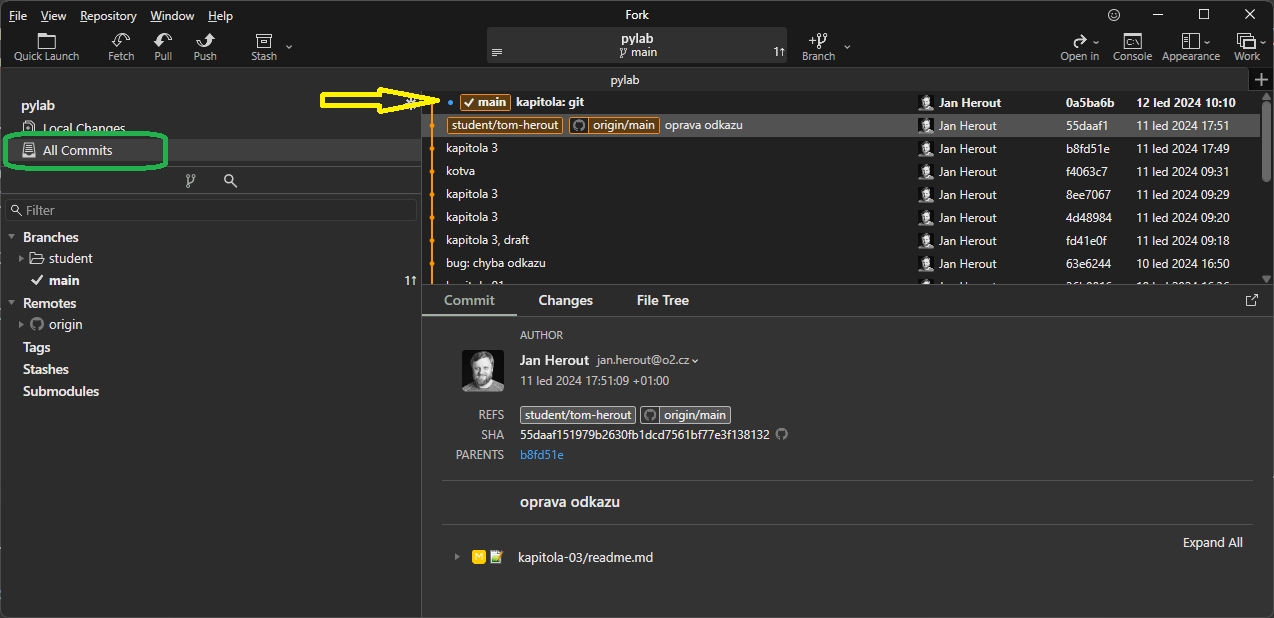 File View Repository Window Help Fork
Quick Launch Fetch Pull Push Stash pylab main 1↑ Branch Open in Console Appearance Work
pylab
pylab
Local Changes
All Commits
Filter
Branches
student
main 1↑
Remotes
origin
Tags
Stashes
Submodules
main kapitola: git Jan Herout 0a5ba6b 12 led 2024 10:10
student/tom-herout origin/main oprava odkazu Jan Herout 55daaf1 11 led 2024 17:51
kapitola 3 Jan Herout b8fd51e 11 led 2024 17:49
kotva Jan Herout f4063c7 11 led 2024 09:31
kapitola 3 Jan Herout 8ee7067 11 led 2024 09:29
kapitola 3 Jan Herout 4d48984 11 led 2024 09:20
kapitola 3, draft Jan Herout fd41e0f 11 led 2024 09:18
bug: chyba odkazu Jan Herout 63e6244 10 led 2024 16:50
Commit Changes File Tree
AUTHOR
Jan Herout jan.herout@o2.cz
11 led 2024 17:51:09 +01:00
REFS student/tom-herout origin/main
SHA 55daaf151979b2630fb1dcd7561bf77e3f138132
PARENTS b8fd51e
oprava odkazu
Expand All
M kapitola-03/readme.md